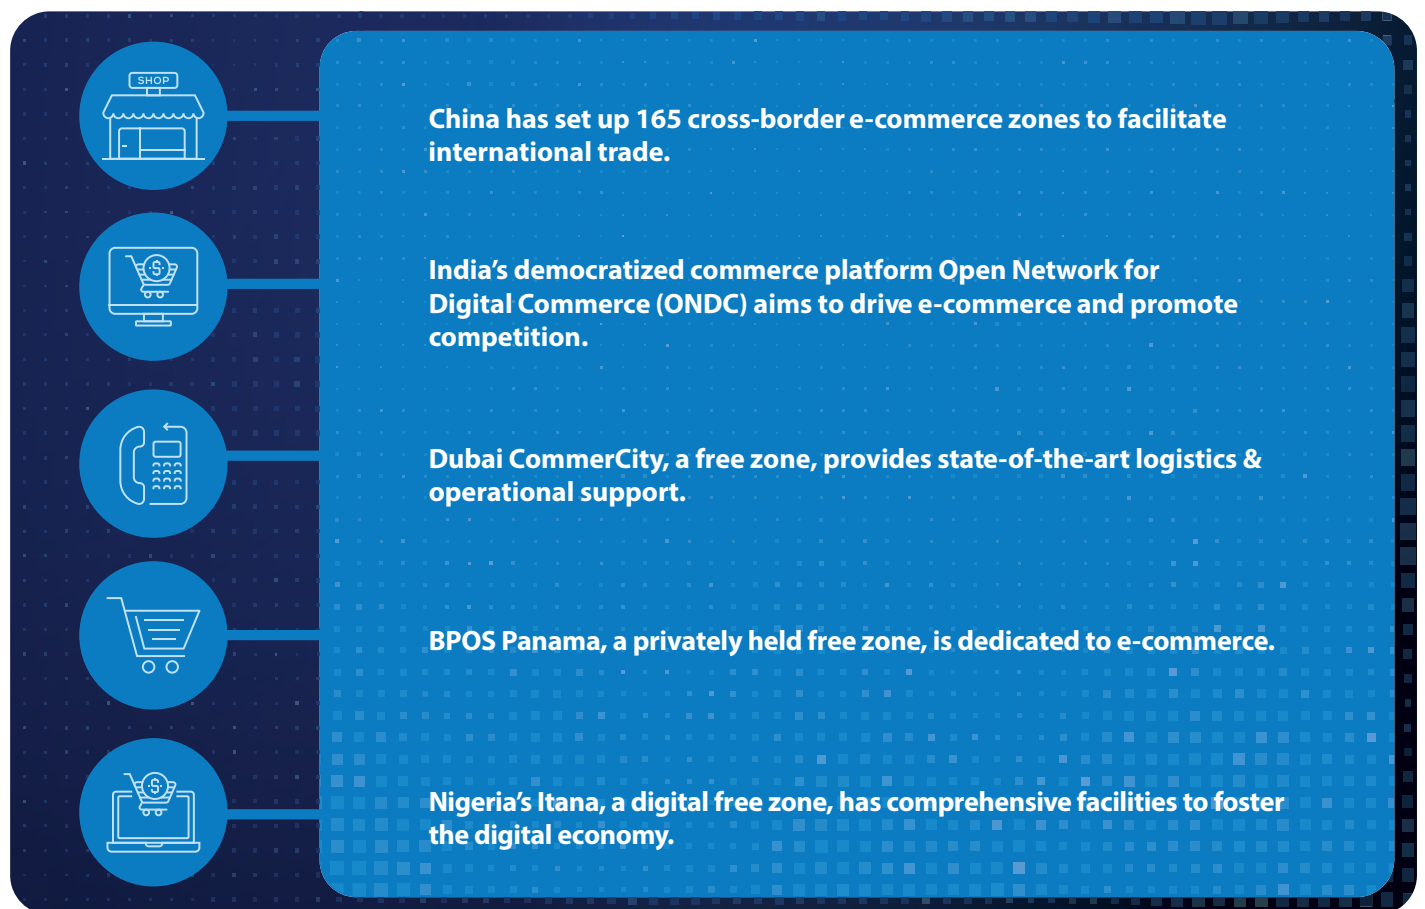 SHOP
China has set up 165 cross-border e-commerce zones to facilitate
international trade.
India’s democratized commerce platform Open Network for
Digital Commerce (ONDC) aims to drive e-commerce and promote
competition.
Dubai CommerCity, a free zone, provides state-of-the-art logistics &
operational support.
BPOS Panama, a privately held free zone, is dedicated to e-commerce.
Nigeria’s Itana, a digital free zone, has comprehensive facilities to foster
the digital economy.